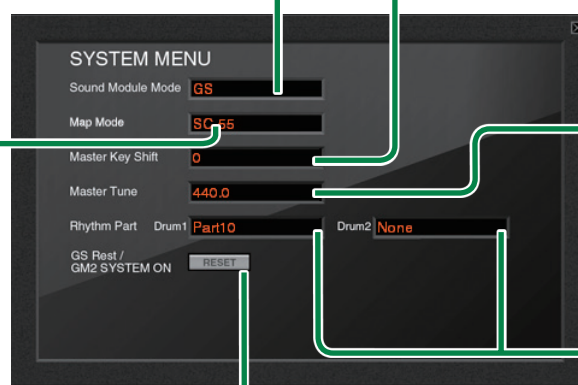 SYSTEM MENU
Sound Module Mode GS
Map Mode SC-55
Master Key Shift 0
Master Tune 440.0
Rhythm Part Drum1 Part10 Drum2 None
GS Rest /
GM2 SYSTEM ON RESET